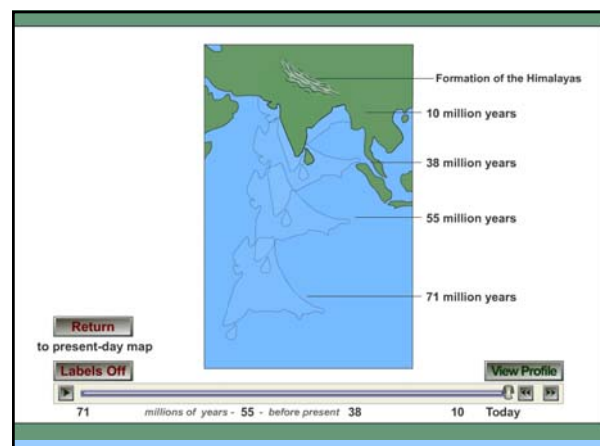 Formation of the Himalayas
10 million years
38 million years
55 million years
71 million years
Return
to present-day map
Labels Off
View Profile
71 millions of years - 55 - before present 38 10 Today